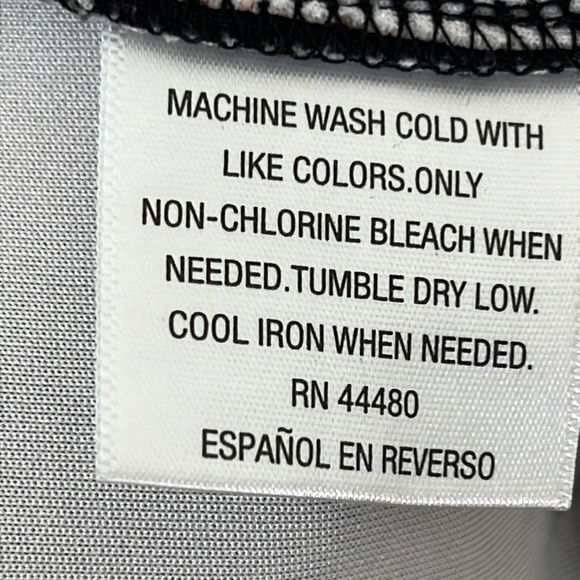 MACHINE WASH COLD WITH
LIKE COLORS.ONLY
NON-CHLORINE BLEACH WHEN
NEEDED.TUMBLE DRY LOW.
COOL IRON WHEN NEEDED.
RN 44480
ESPAÑOL EN REVERSO